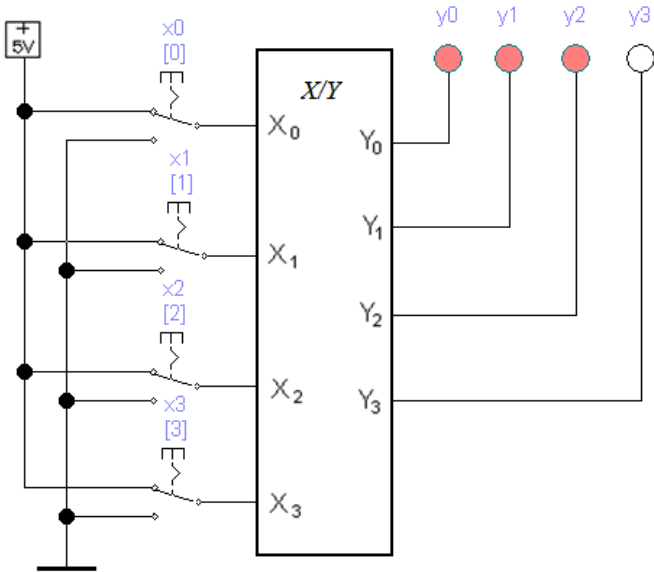 +
5V
x0
[0]
x1
[1]
x2
[2]
x3
[3]
X/Y
X0
X1
X2
X3
Y0
Y1
Y2
Y3
y0 y1 y2 y3